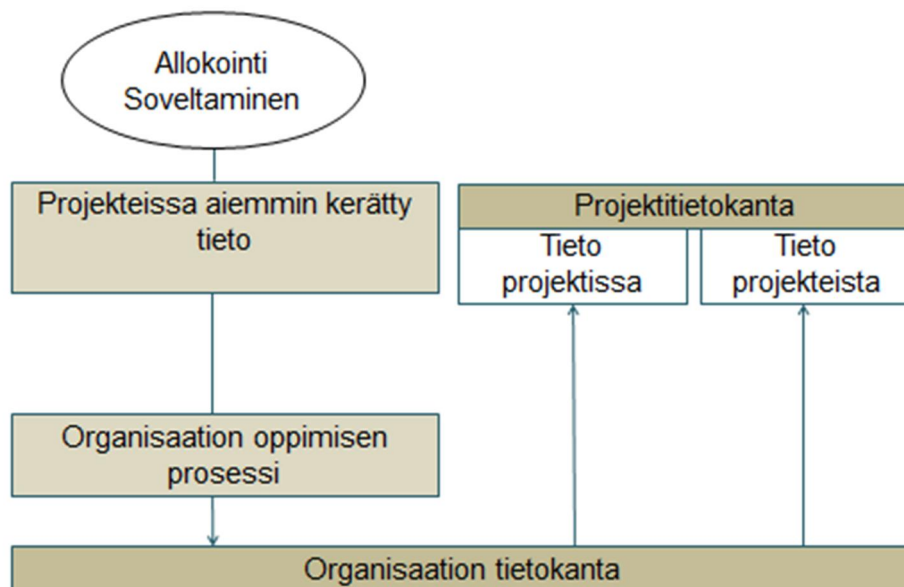 Allokointi
Soveltaminen
Projekteissa aiemmin kerätty
tieto
Projektitietokanta
Tieto
projektissa
Tieto
projekteista
Organisaation oppimisen
prosessi
Organisaation tietokanta